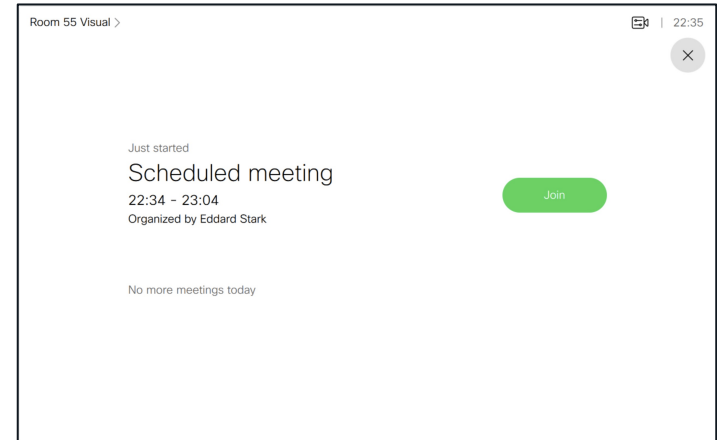 Room 55 Visual >
| 22:35
Just started
Scheduled meeting
22:34 - 23:04
Organized by Eddard Stark
Join
No more meetings today